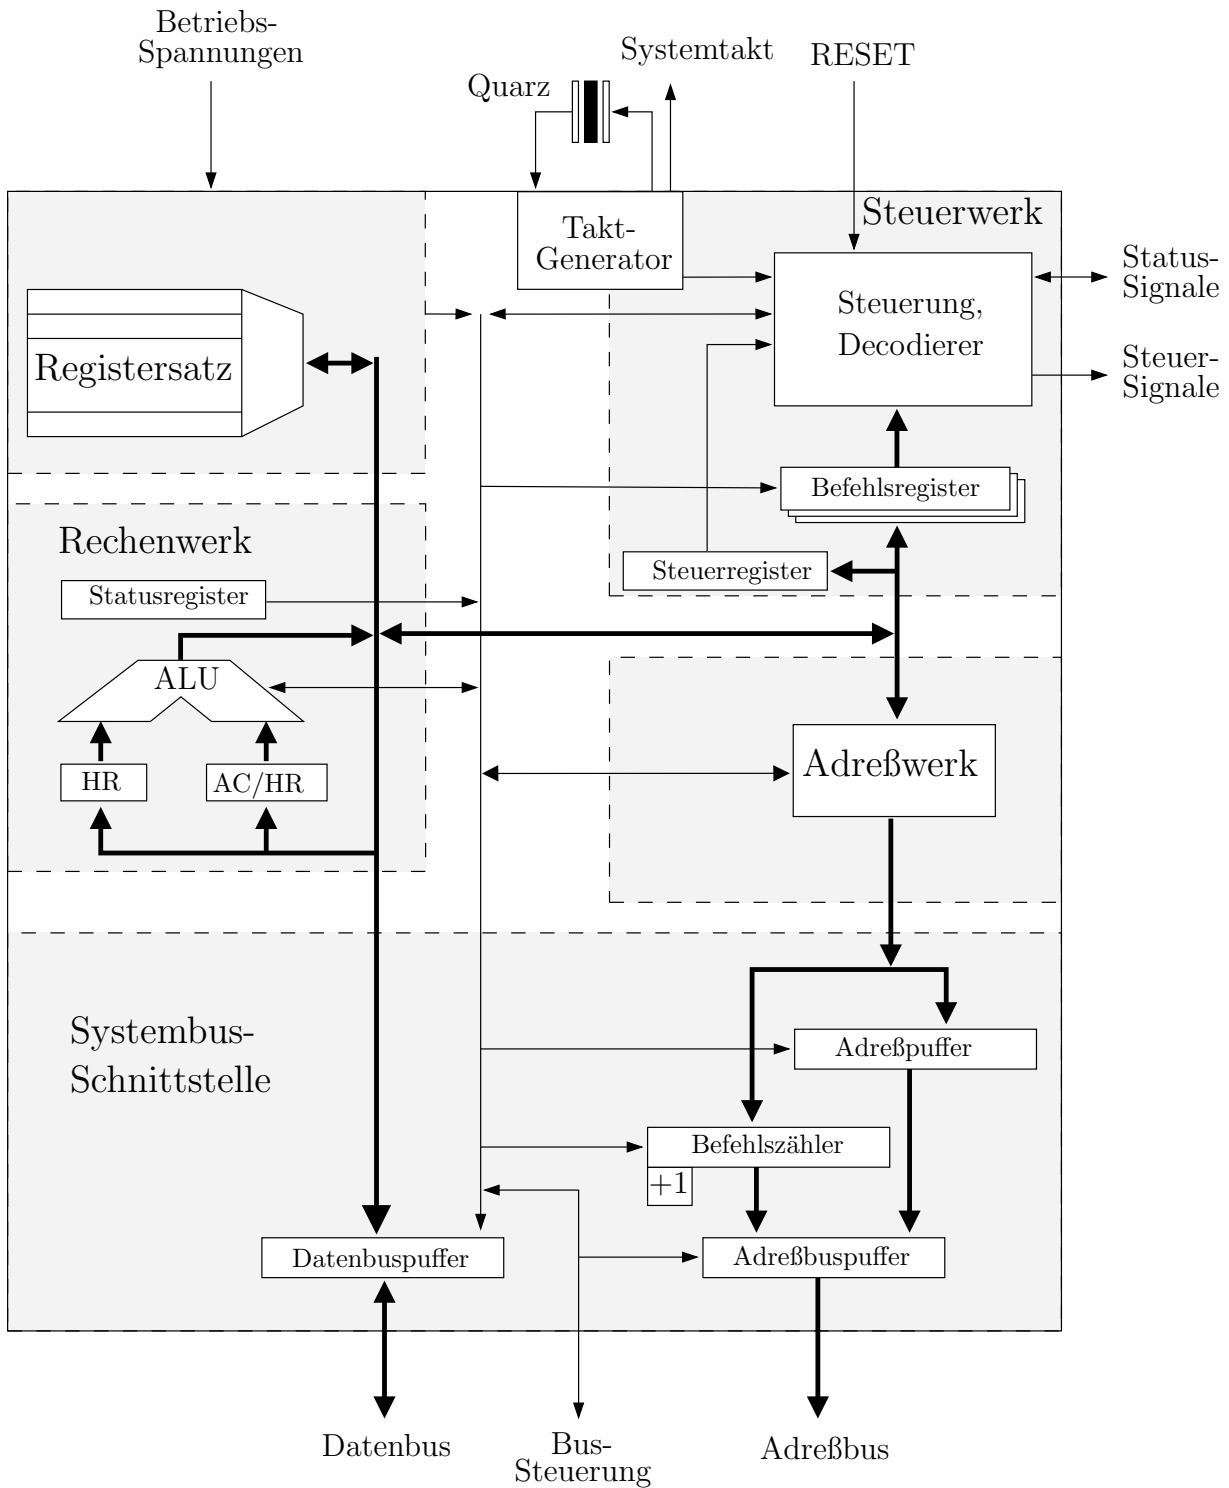 Betriebs-
Spannungen
Systemtakt
RESET
Quarz
Steuerwerk
Takt-
Generator
Status-
Signale
Steuerung,
Decodierer
Steuer-
Signale
Registersatz
Befehlsregister
Rechenwerk
Steuerregister
Statusregister
ALU
Adreßwerk
HR
AC/HR
Systembus-
Schnittstelle
Adreßpuffer
Befehlszähler
+1
Datenbuspuffer
Adreßbuspuffer
Datenbus
Bus-
Steuerung
Adreßbus